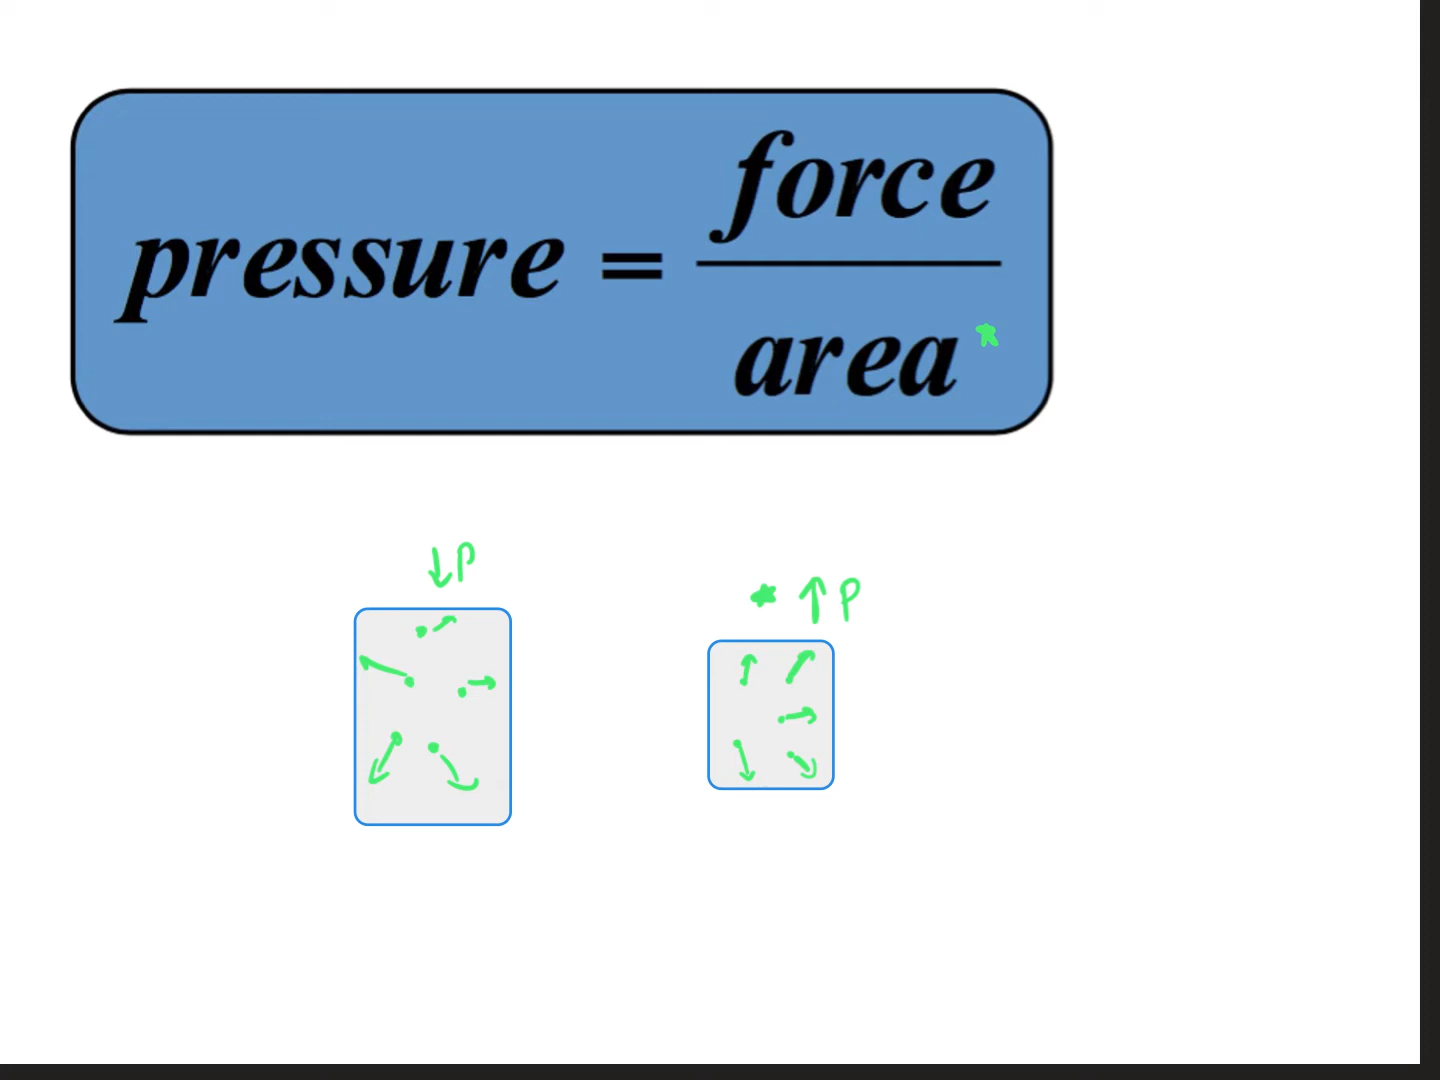 pressure = force
area *
↓P
* ↑ P